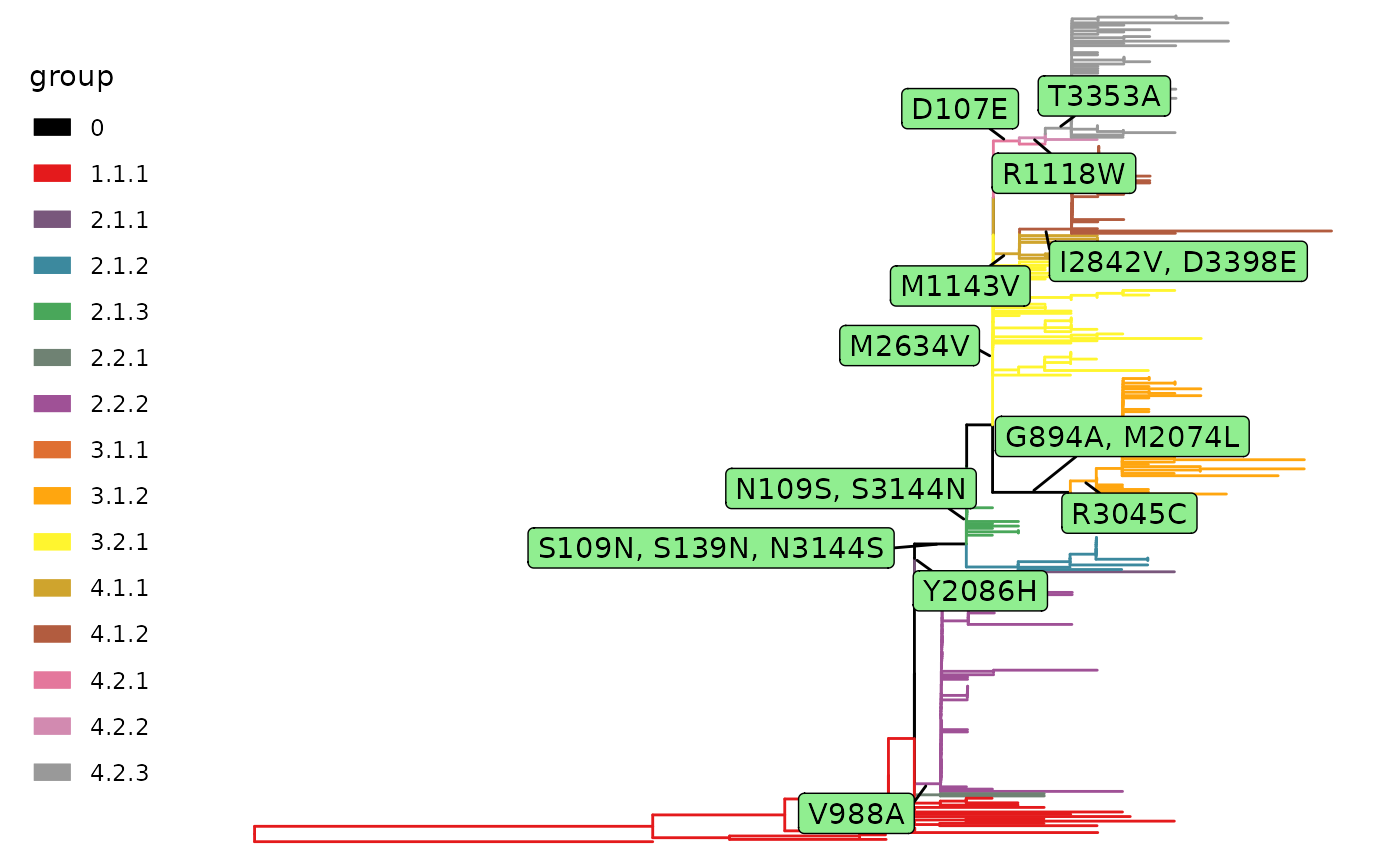 group
0
1.1.1
2.1.1
2.1.2
2.1.3
2.2.1
2.2.2
3.1.1
3.1.2
3.2.1
4.1.1
4.1.2
4.2.1
4.2.2
4.2.3
T3353A
D107E
R1118W
I2842V, D3398E
M1143V
M2634V
G894A, M2074L
N109S, S3144N
R3045C
S109N, S139N, N3144S
Y2086H
V988A